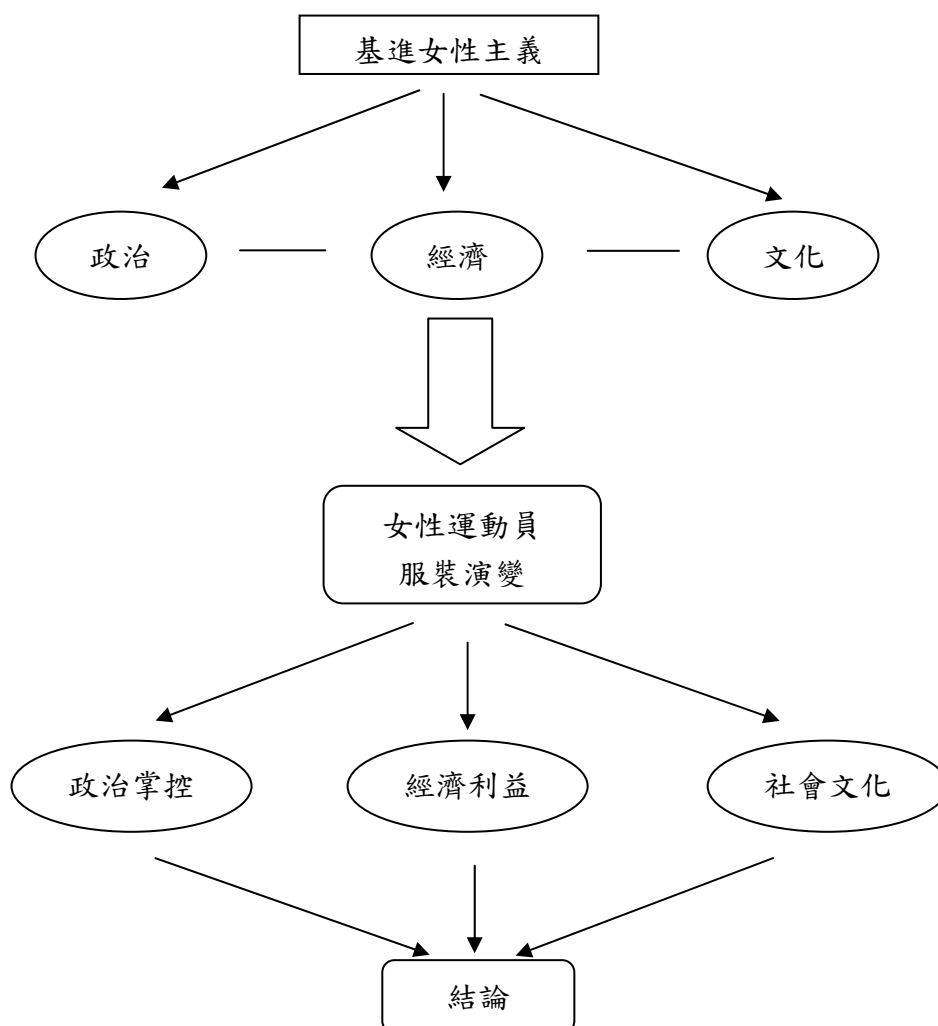 基進女性主義
政治
經濟
文化
女性運動員
服裝演變
政治掌控
經濟利益
社會文化
結論